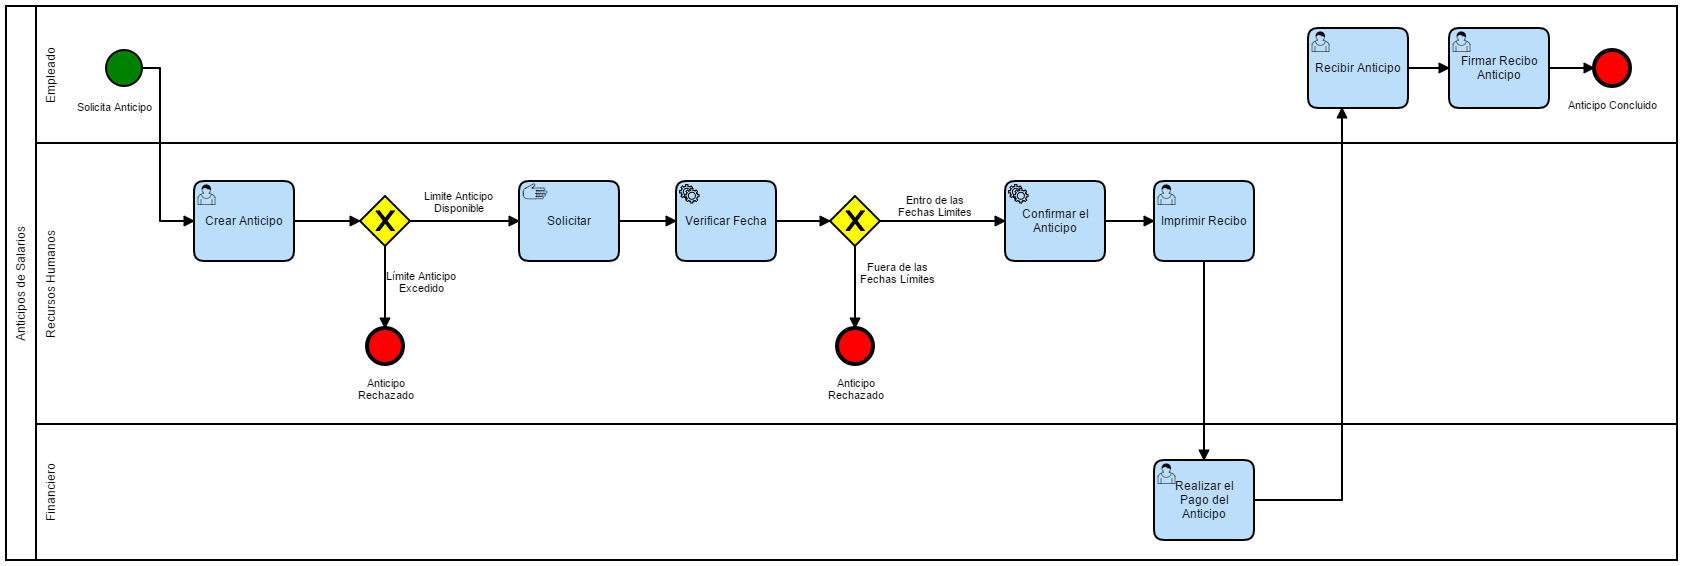 Anticipos de Salarios
Empleado
Solicita Anticipo
Recibir Anticipo
Firmar Recibo
Anticipo
Anticipo Concluido
Recursos Humanos
Crear Anticipo
Limite Anticipo
Disponible
Límite Anticipo
Excedido
Anticipo
Rechazado
Solicitar
Verificar Fecha
Entro de las
Fechas Limites
Fuera de las
Fechas Límites
Anticipo
Rechazado
Confirmar el
Anticipo
Imprimir Recibo
Financiero
Realizar el
Pago del
Anticipo